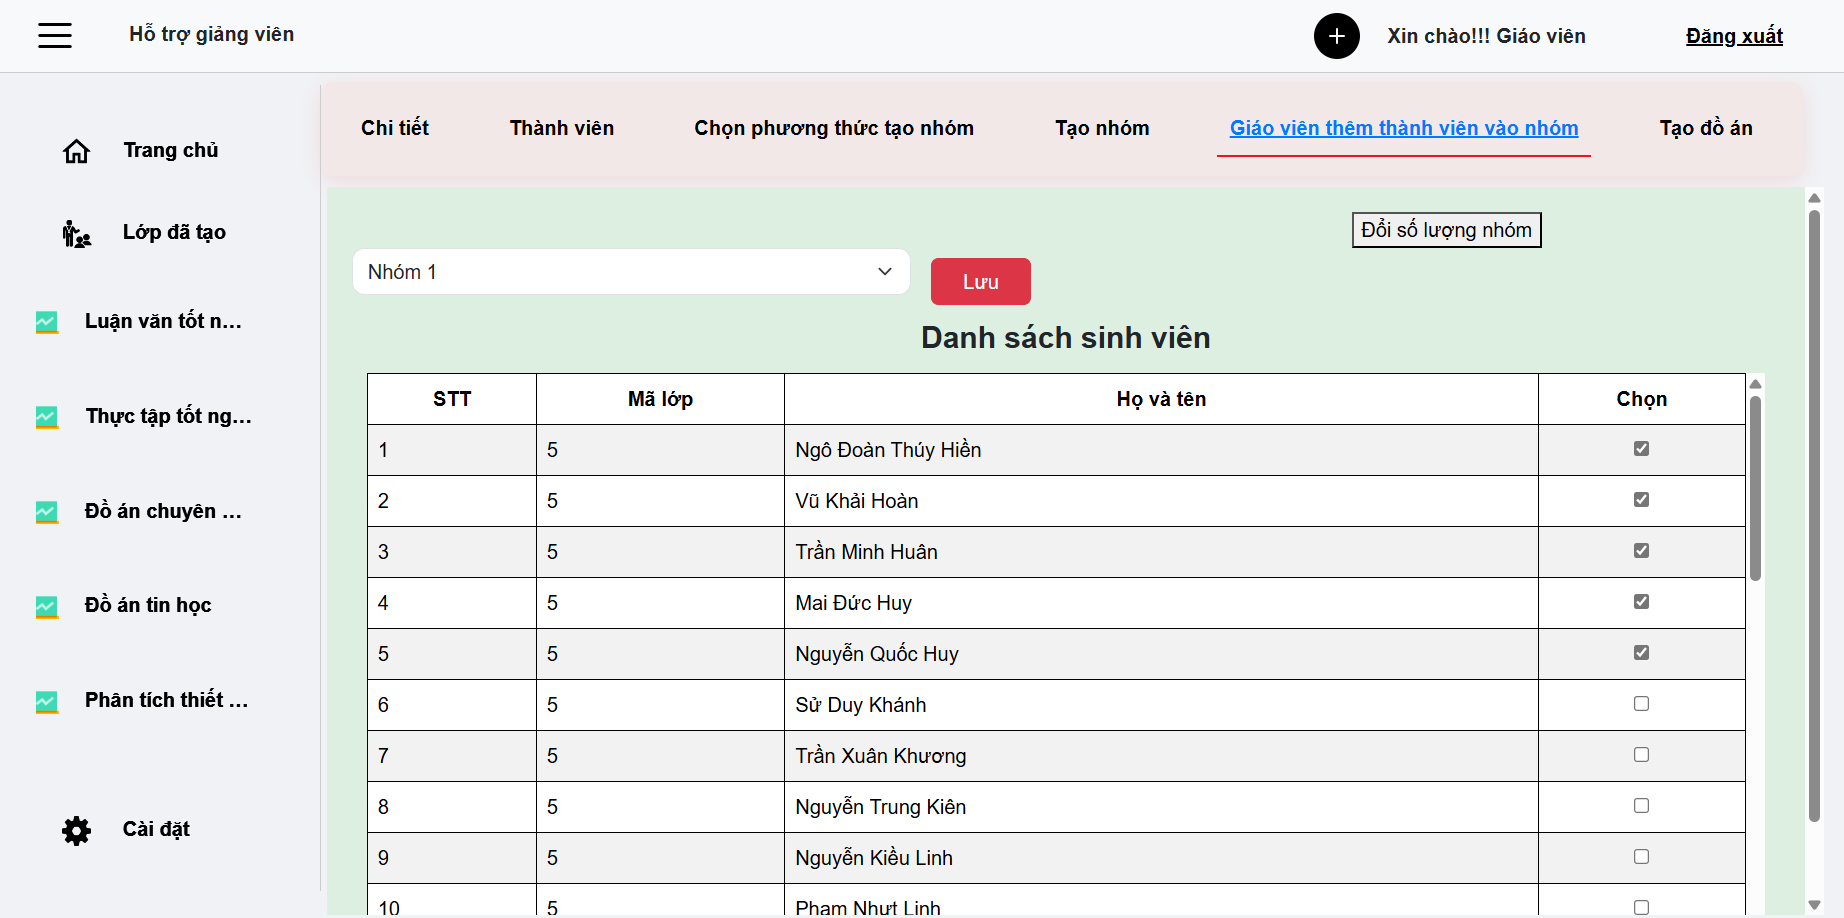 Hỗ trợ giảng viên
Xin chào!!! Giáo viên
Đăng xuất
Trang chủ
Lớp đã tạo
Luận văn tốt n...
Thực tập tốt ng...
Đồ án chuyên ...
Đồ án tin học
Phân tích thiết ...
Cài đặt
Chi tiết
Thành viên
Chọn phương thức tạo nhóm
Tạo nhóm
Giáo viên thêm thành viên vào nhóm
Tạo đồ án
Đổi số lượng nhóm
Nhóm 1
Lưu
Danh sách sinh viên
STT Mã lớp Họ và tên Chọn
1 5 Ngô Đoàn Thúy Hiền
2 5 Vũ Khải Hoàn
3 5 Trần Minh Huân
4 5 Mai Đức Huy
5 5 Nguyễn Quốc Huy
6 5 Sử Duy Khánh
7 5 Trần Xuân Khương
8 5 Nguyễn Trung Kiên
9 5 Nguyễn Kiều Linh
10 5 Phạm Nhựt Linh